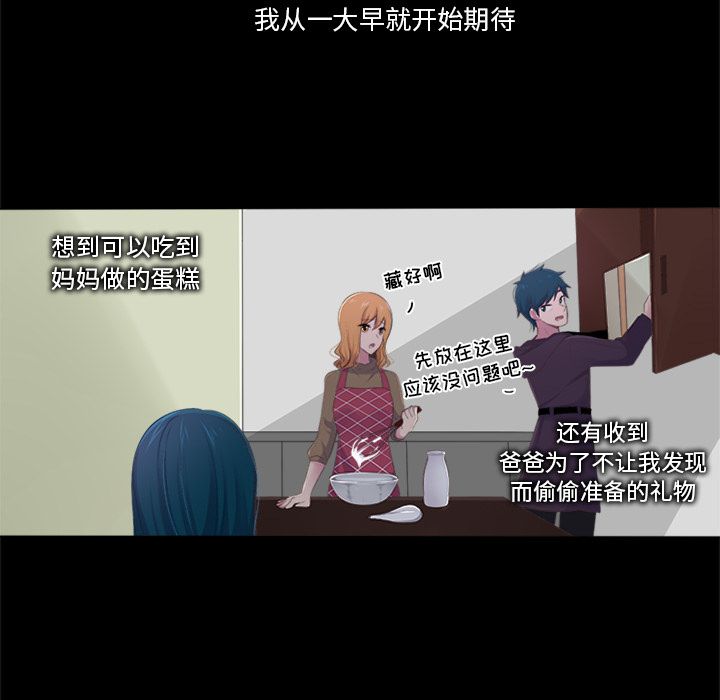 我从一大早就开始期待
想到可以吃到
妈妈做的蛋糕
藏好啊
先放在这里
应该没问题吧~
还有收到
爸爸为了不让我发现
而偷偷准备的礼物